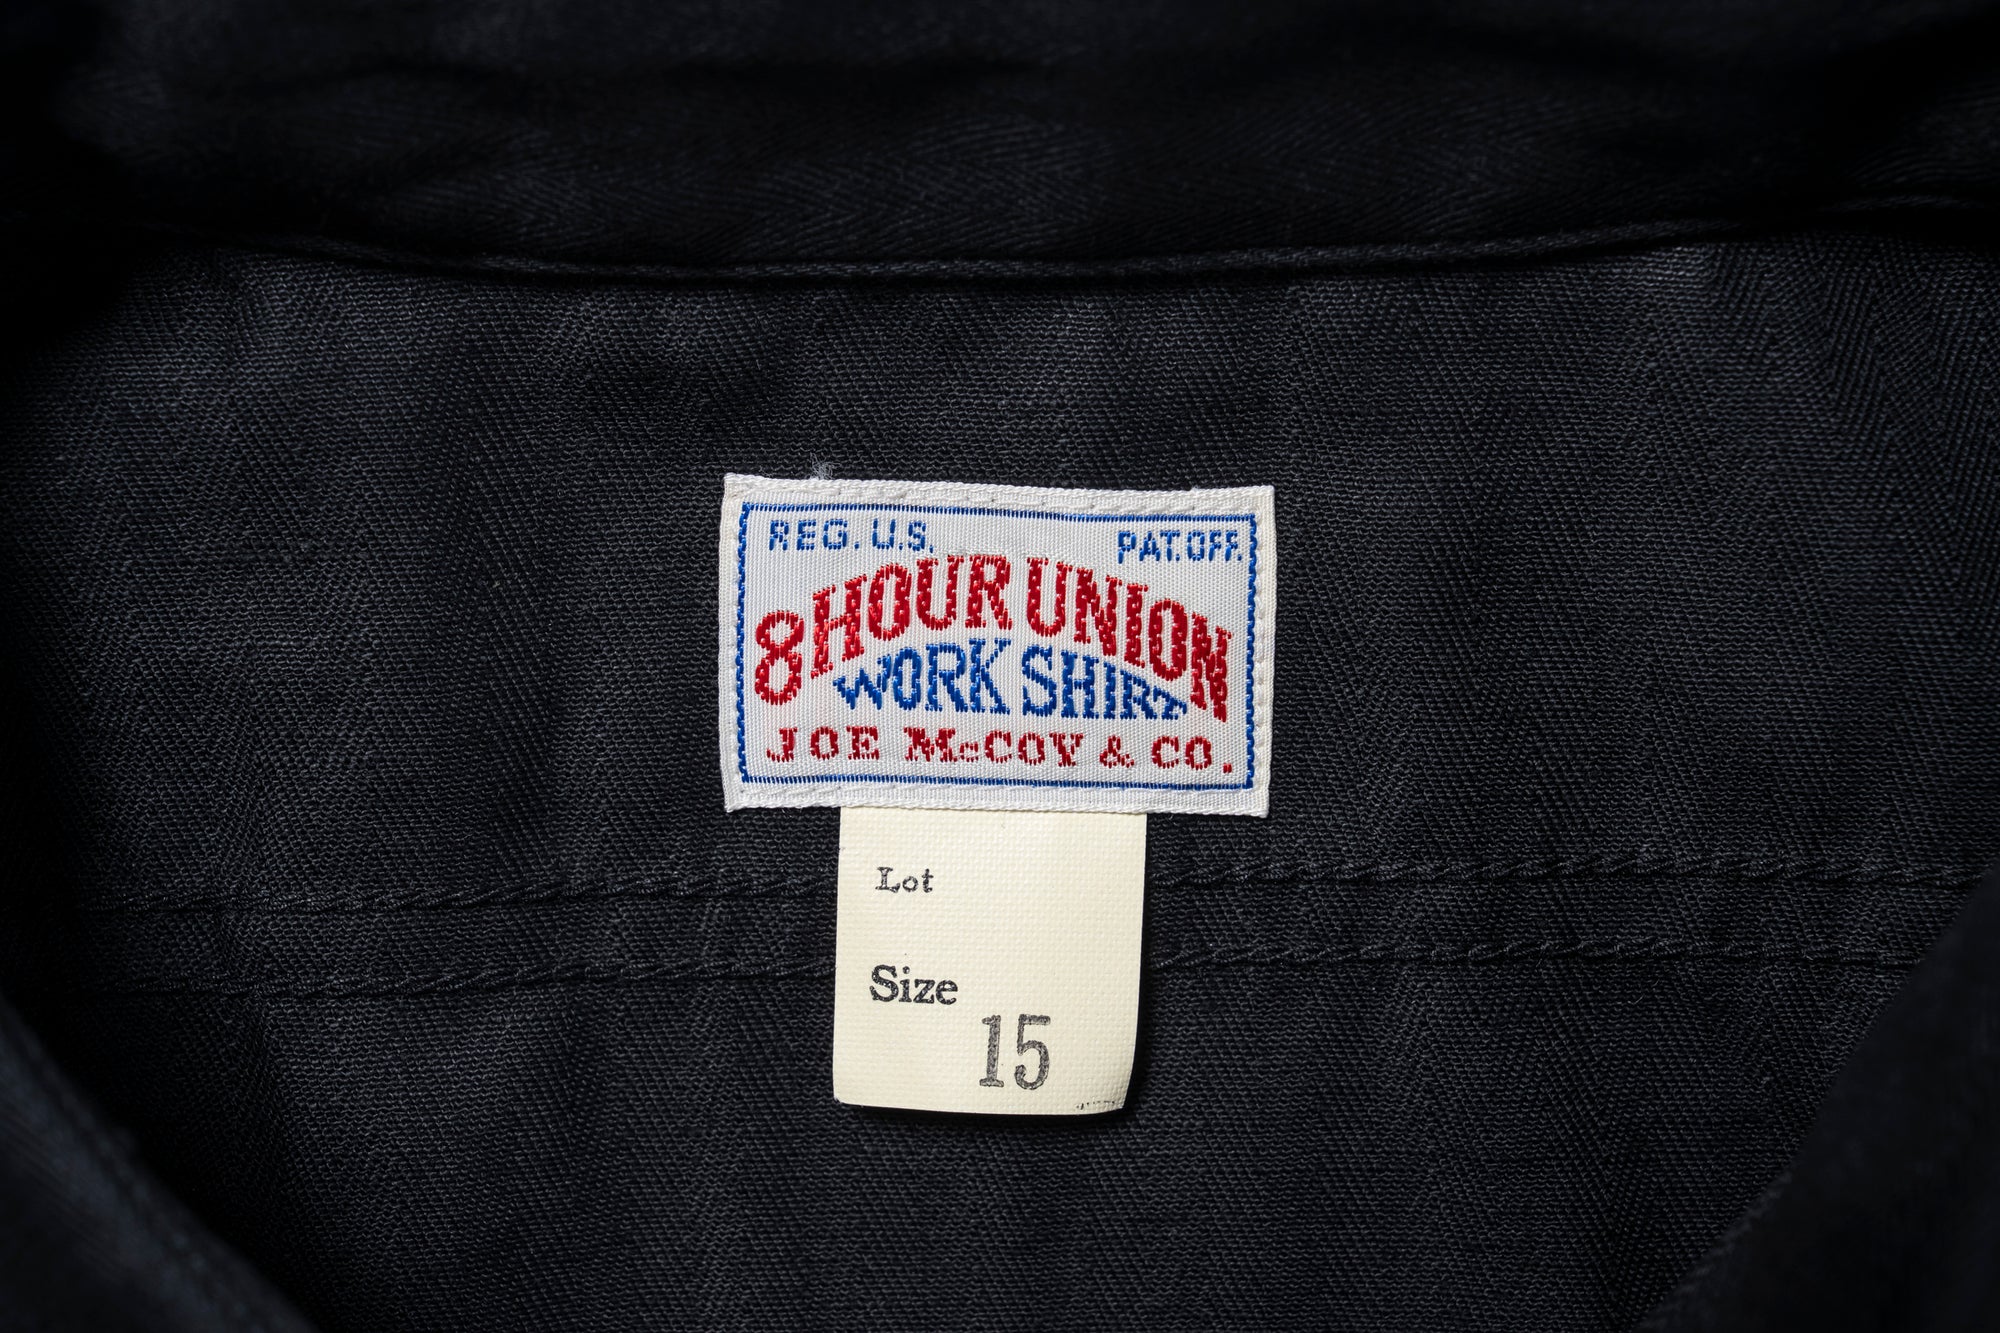 REG. U.S. PAT. OFF.
8 HOUR UNION
WORK SHIRT
JOE McCOY & CO.
Lot
Size
15